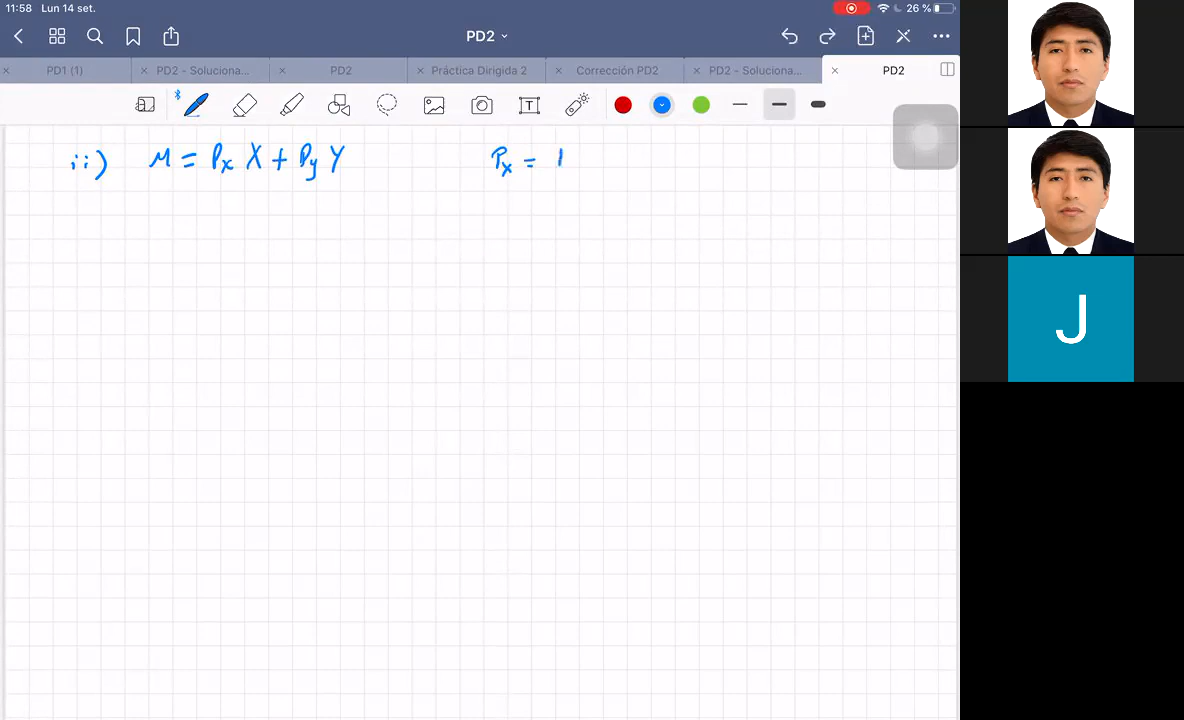 11:58 Lun 14 set. 26 %
PD2
PD1 (1) PD2 - Soluciona... PD2 Práctica Dirigida 2 Corrección PD2 PD2 - Soluciona... PD2
ii) M = Px X + Py Y Px = 1
J